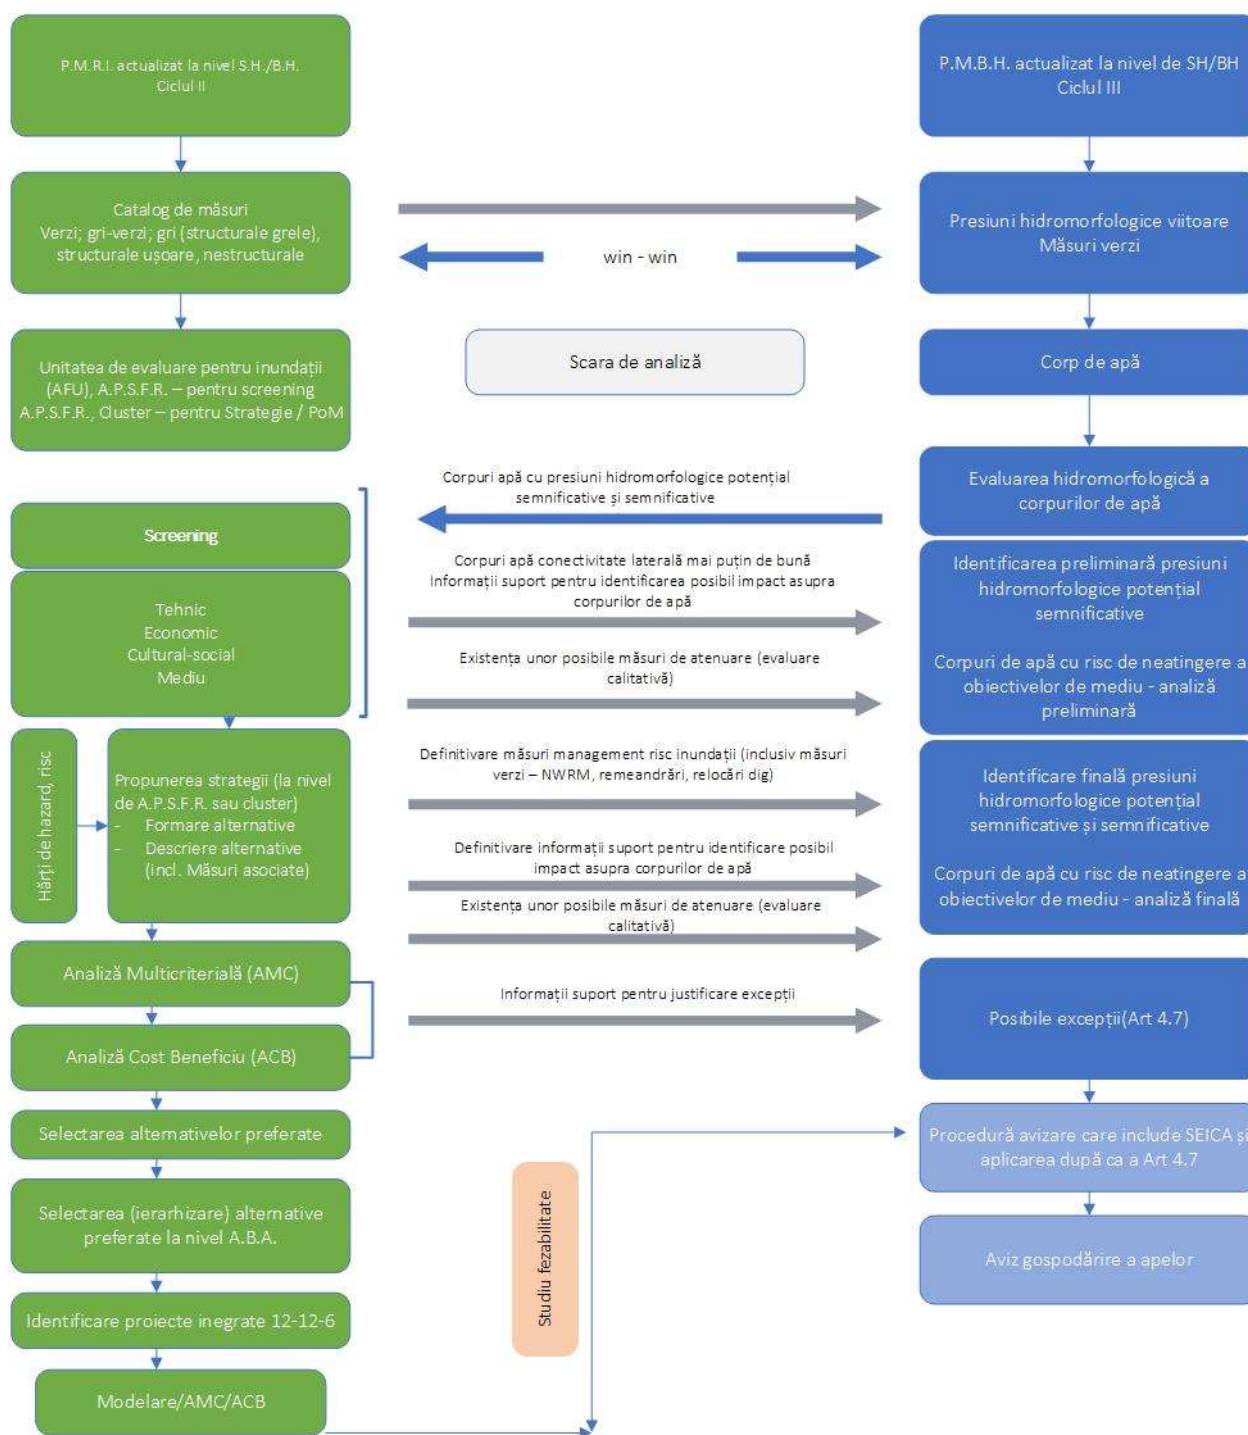 P.M.R.I. actualizat la nivel S.H./B.H.
Ciclul II
P.M.B.H. actualizat la nivel de SH/BH
Ciclul III
Catalog de măsuri
Verzi; gri-verzi; gri (structurale grele),
structurale ușoare, nestructurale
win - win
Presiuni hidromorfologice viitoare
Măsuri verzi
Unitatea de evaluare pentru inundații
(AFU), A.P.S.F.R. – pentru screening
A.P.S.F.R., Cluster – pentru Strategie / PoM
Scara de analiză
Corp de apă
Corpuri apă cu presiuni hidromorfologice potențial
semnificative și semnificative
Evaluarea hidromorfologică a
corpurilor de apă
Screening
Tehnic
Economic
Cultural-social
Mediu
Corpuri apă conectivitate laterală mai puțin de bună
Informații suport pentru identificarea posibil impact asupra
corpurilor de apă
Existența unor posibile măsuri de atenuare (evaluare
calitativă)
Identificarea preliminară presiuni
hidromorfologice potențial
semnificative
Corpuri de apă cu risc de neatingere a
obiectivelor de mediu - analiză
preliminară
Hărți de hazard, risc
Propunerea strategii (la nivel
de A.P.S.F.R. sau cluster)
- Formare alternative
- Descriere alternative
(incl. Măsuri asociate)
Definitivare măsuri management risc inundații (inclusiv măsuri
verzi – NWRM, remeandrări, relocări dig)
Definitivare informații suport pentru identificare posibil
impact asupra corpurilor de apă
Existența unor posibile măsuri de atenuare (evaluare
calitativă)
Identificare finală presiuni
hidromorfologice potențial
semnificative și semnificative
Corpuri de apă cu risc de neatingere a
obiectivelor de mediu - analiză finală
Analiză Multicriterială (AMC)
Analiză Cost Beneficiu (ACB)
Informații suport pentru justificare excepții
Posibile excepții(Art 4.7)
Selectarea alternativelor preferate
Selectarea (ierarhizare) alternative
preferate la nivel A.B.A.
Identificare proiecte inegrate 12-12-6
Modelare/AMC/ACB
Studiu fezabilitate
Procedură avizare care include SEICA și
aplicarea după ca a Art 4.7
Aviz gospodărire a apelor